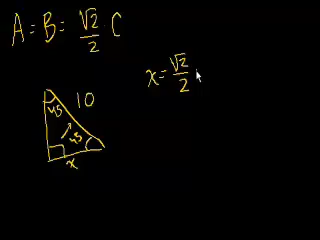 A = B = √2/2 C
x = √2/2
10
45
45
x